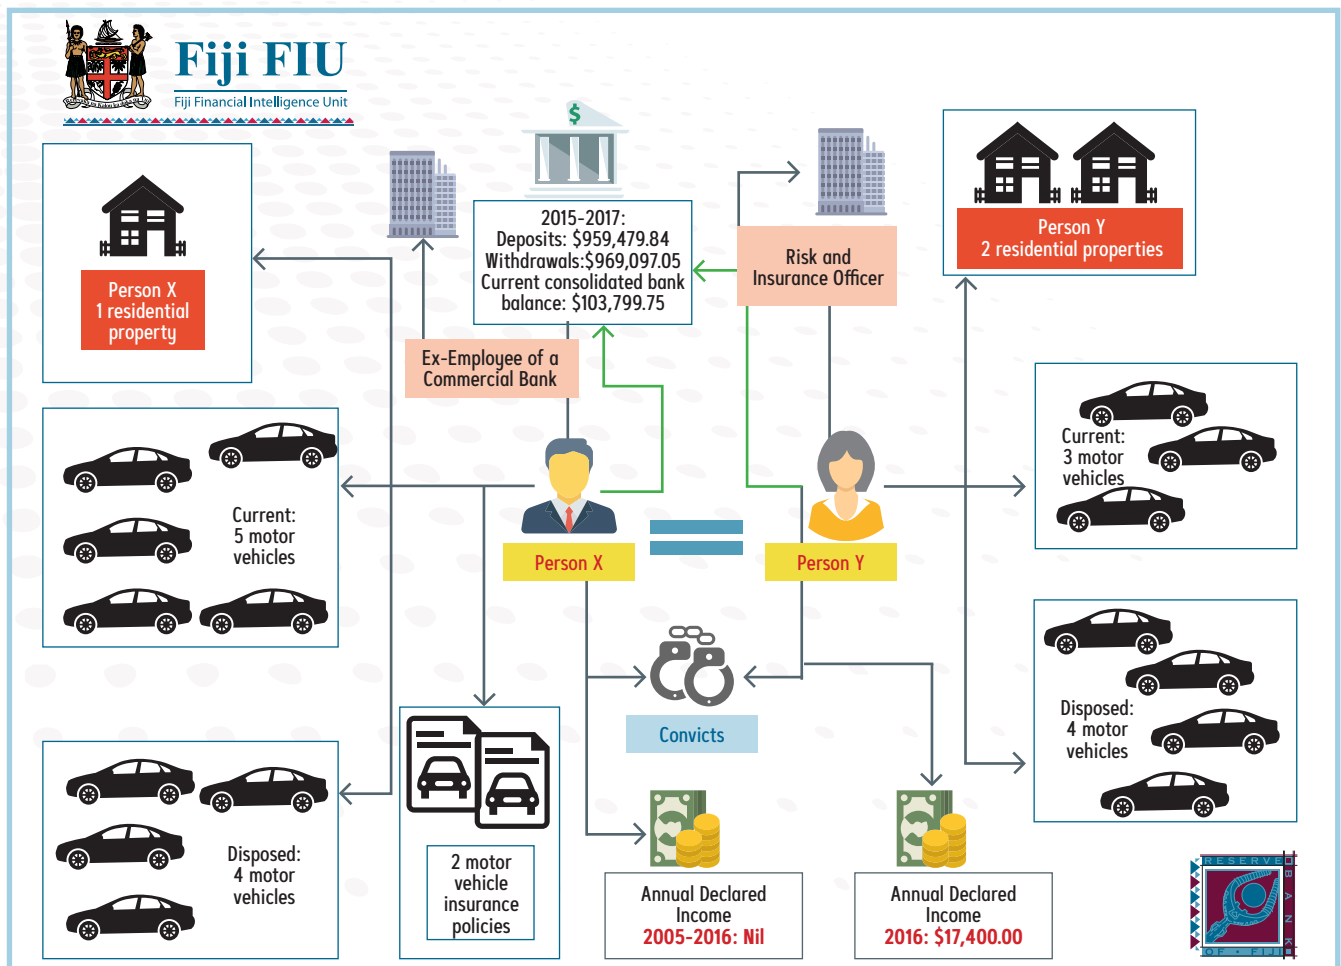 Fiji FIU
Fiji Financial Intelligence Unit
2015-2017:
Deposits: $959,479.84
Withdrawals:$969,097.05
Current consolidated bank
balance: $103,799.75
Risk and
Insurance Officer
Person Y
2 residential properties
Person X
1 residential
property
Ex-Employee of a
Commercial Bank
Current:
5 motor
vehicles
Current:
3 motor
vehicles
Person X
Person Y
Convicts
Disposed:
4 motor
vehicles
Disposed:
4 motor
vehicles
2 motor
vehicle
insurance
policies
Annual Declared
Income
2005-2016: Nil
Annual Declared
Income
2016: $17,400.00
RESERVE
BANK
OF • FIJI